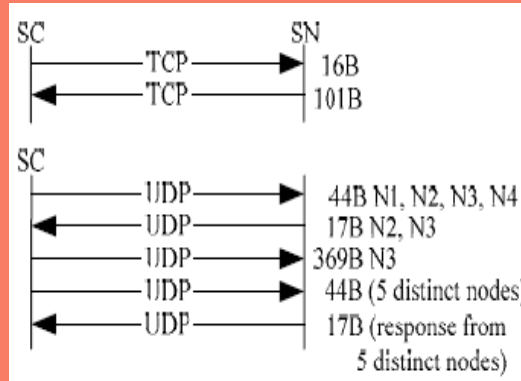 SC SN
TCP 16B
TCP 101B
SC
UDP 44B N1, N2, N3, N4
UDP 17B N2, N3
UDP 369B N3
UDP 44B (5 distinct nodes)
UDP 17B (response from
5 distinct nodes)